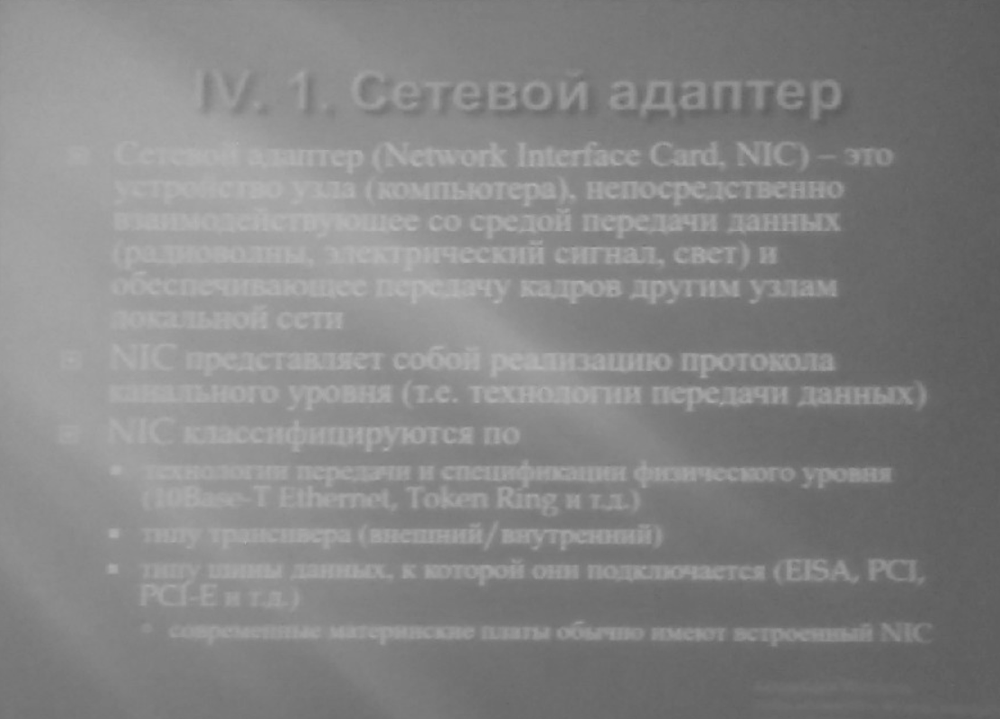 IV. 1. Сетевой адаптер
Сетевой адаптер (Network Interface Card, NIC) – это
устройство узла (компьютера), непосредственно
взаимодействующее со средой передачи данных
(радиоволны, электрический сигнал, свет) и
обеспечивающее передачу кадров другим узлам
локальной сети
NIC представляет собой реализацию протокола
канального уровня (т.е. технологии передачи данных)
NIC классифицируются по
технологии передачи и спецификации физического уровня
(10Base-T Ethernet, Token Ring и т.д.)
типу трансивера (внешний/внутренний)
типу шины данных, к которой они подключается (EISA, PCI,
PCI-E и т.д.)
современные материнские платы обычно имеют встроенный NIC